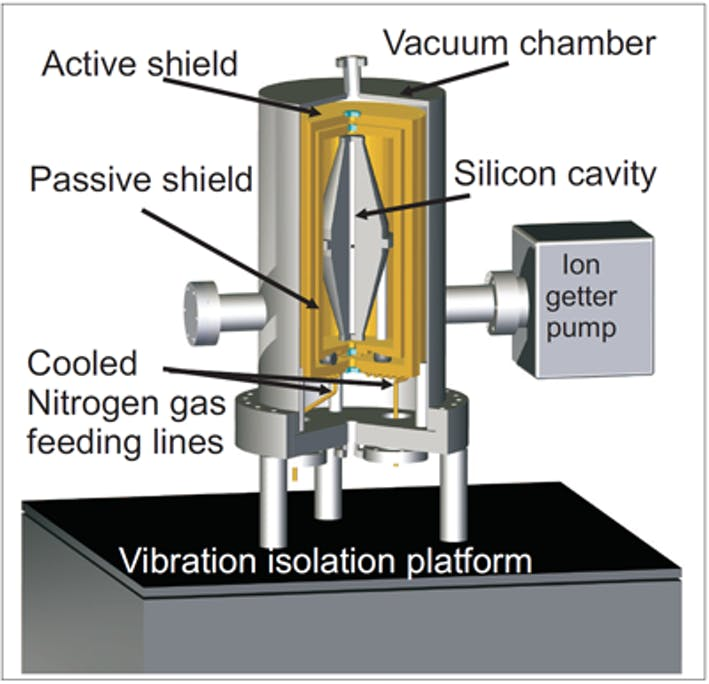 Vacuum chamber
Active shield
Passive shield
Silicon cavity
Ion
getter
pump
Cooled
Nitrogen gas
feeding lines
Vibration isolation platform